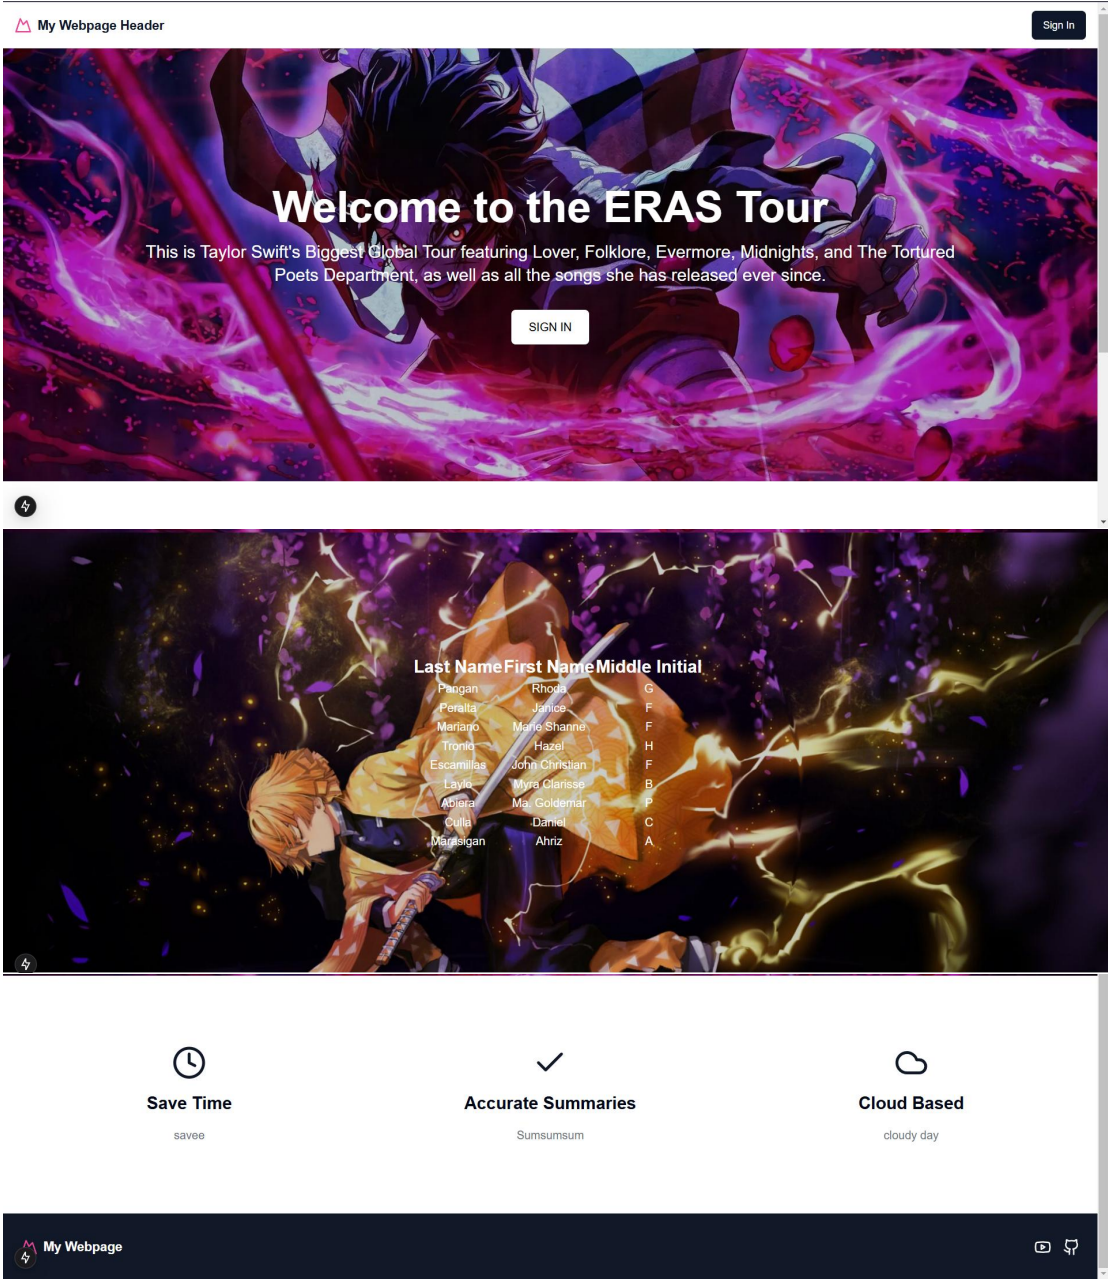 My Webpage Header
Sign In
Welcome to the ERAS Tour
This is Taylor Swift's Biggest Global Tour featuring Lover, Folklore, Evermore, Midnights, and The Tortured
Poets Department, as well as all the songs she has released ever since.
SIGN IN
Last Name First Name Middle Initial
Pangan Rhoda G
Peralta Janice F
Mariano Marie Shanne F
Tronio Hazel H
Escamillas John Christian F
Laylo Myra Clarisse B
Abiera Ma. Goldemar P
Culla Daniel C
Marasigan Ahriz A
Save Time Accurate Summaries Cloud Based
savee Sumsumsum cloudy day
My Webpage